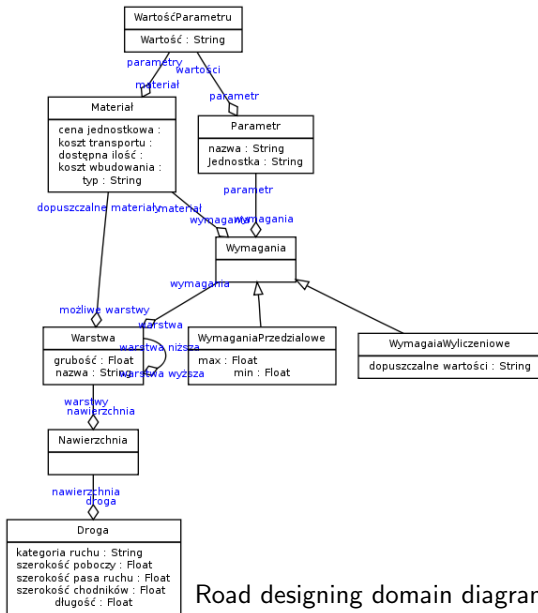 WartośćParametru
Wartość : String
parametry
wartości
materiał
parametr
Materiał
cena jednostkowa :
koszt transportu :
dostępna ilość :
koszt wbudowania :
typ : String
Parametr
nazwa : String
Jednostka : String
parametr
dopuszczalne materiały
materiał
wymagania
wymagania
Wymagania
wymagania
możliwe warstwy
warstwa
Warstwa
grubość : Float
nazwa : String
warstwa niższa
warstwa wyższa
WymaganiaPrzedzialowe
max : Float
min : Float
WymagaiaWyliczeniowe
dopuszczalne wartości : String
warstwy
nawierzchnia
Nawierzchnia
nawierzchnia
droga
Droga
kategoria ruchu : String
szerokość poboczy : Float
szerokość pasa ruchu : Float
szerokość chodników : Float
długość : Float
Road designing domain diagram